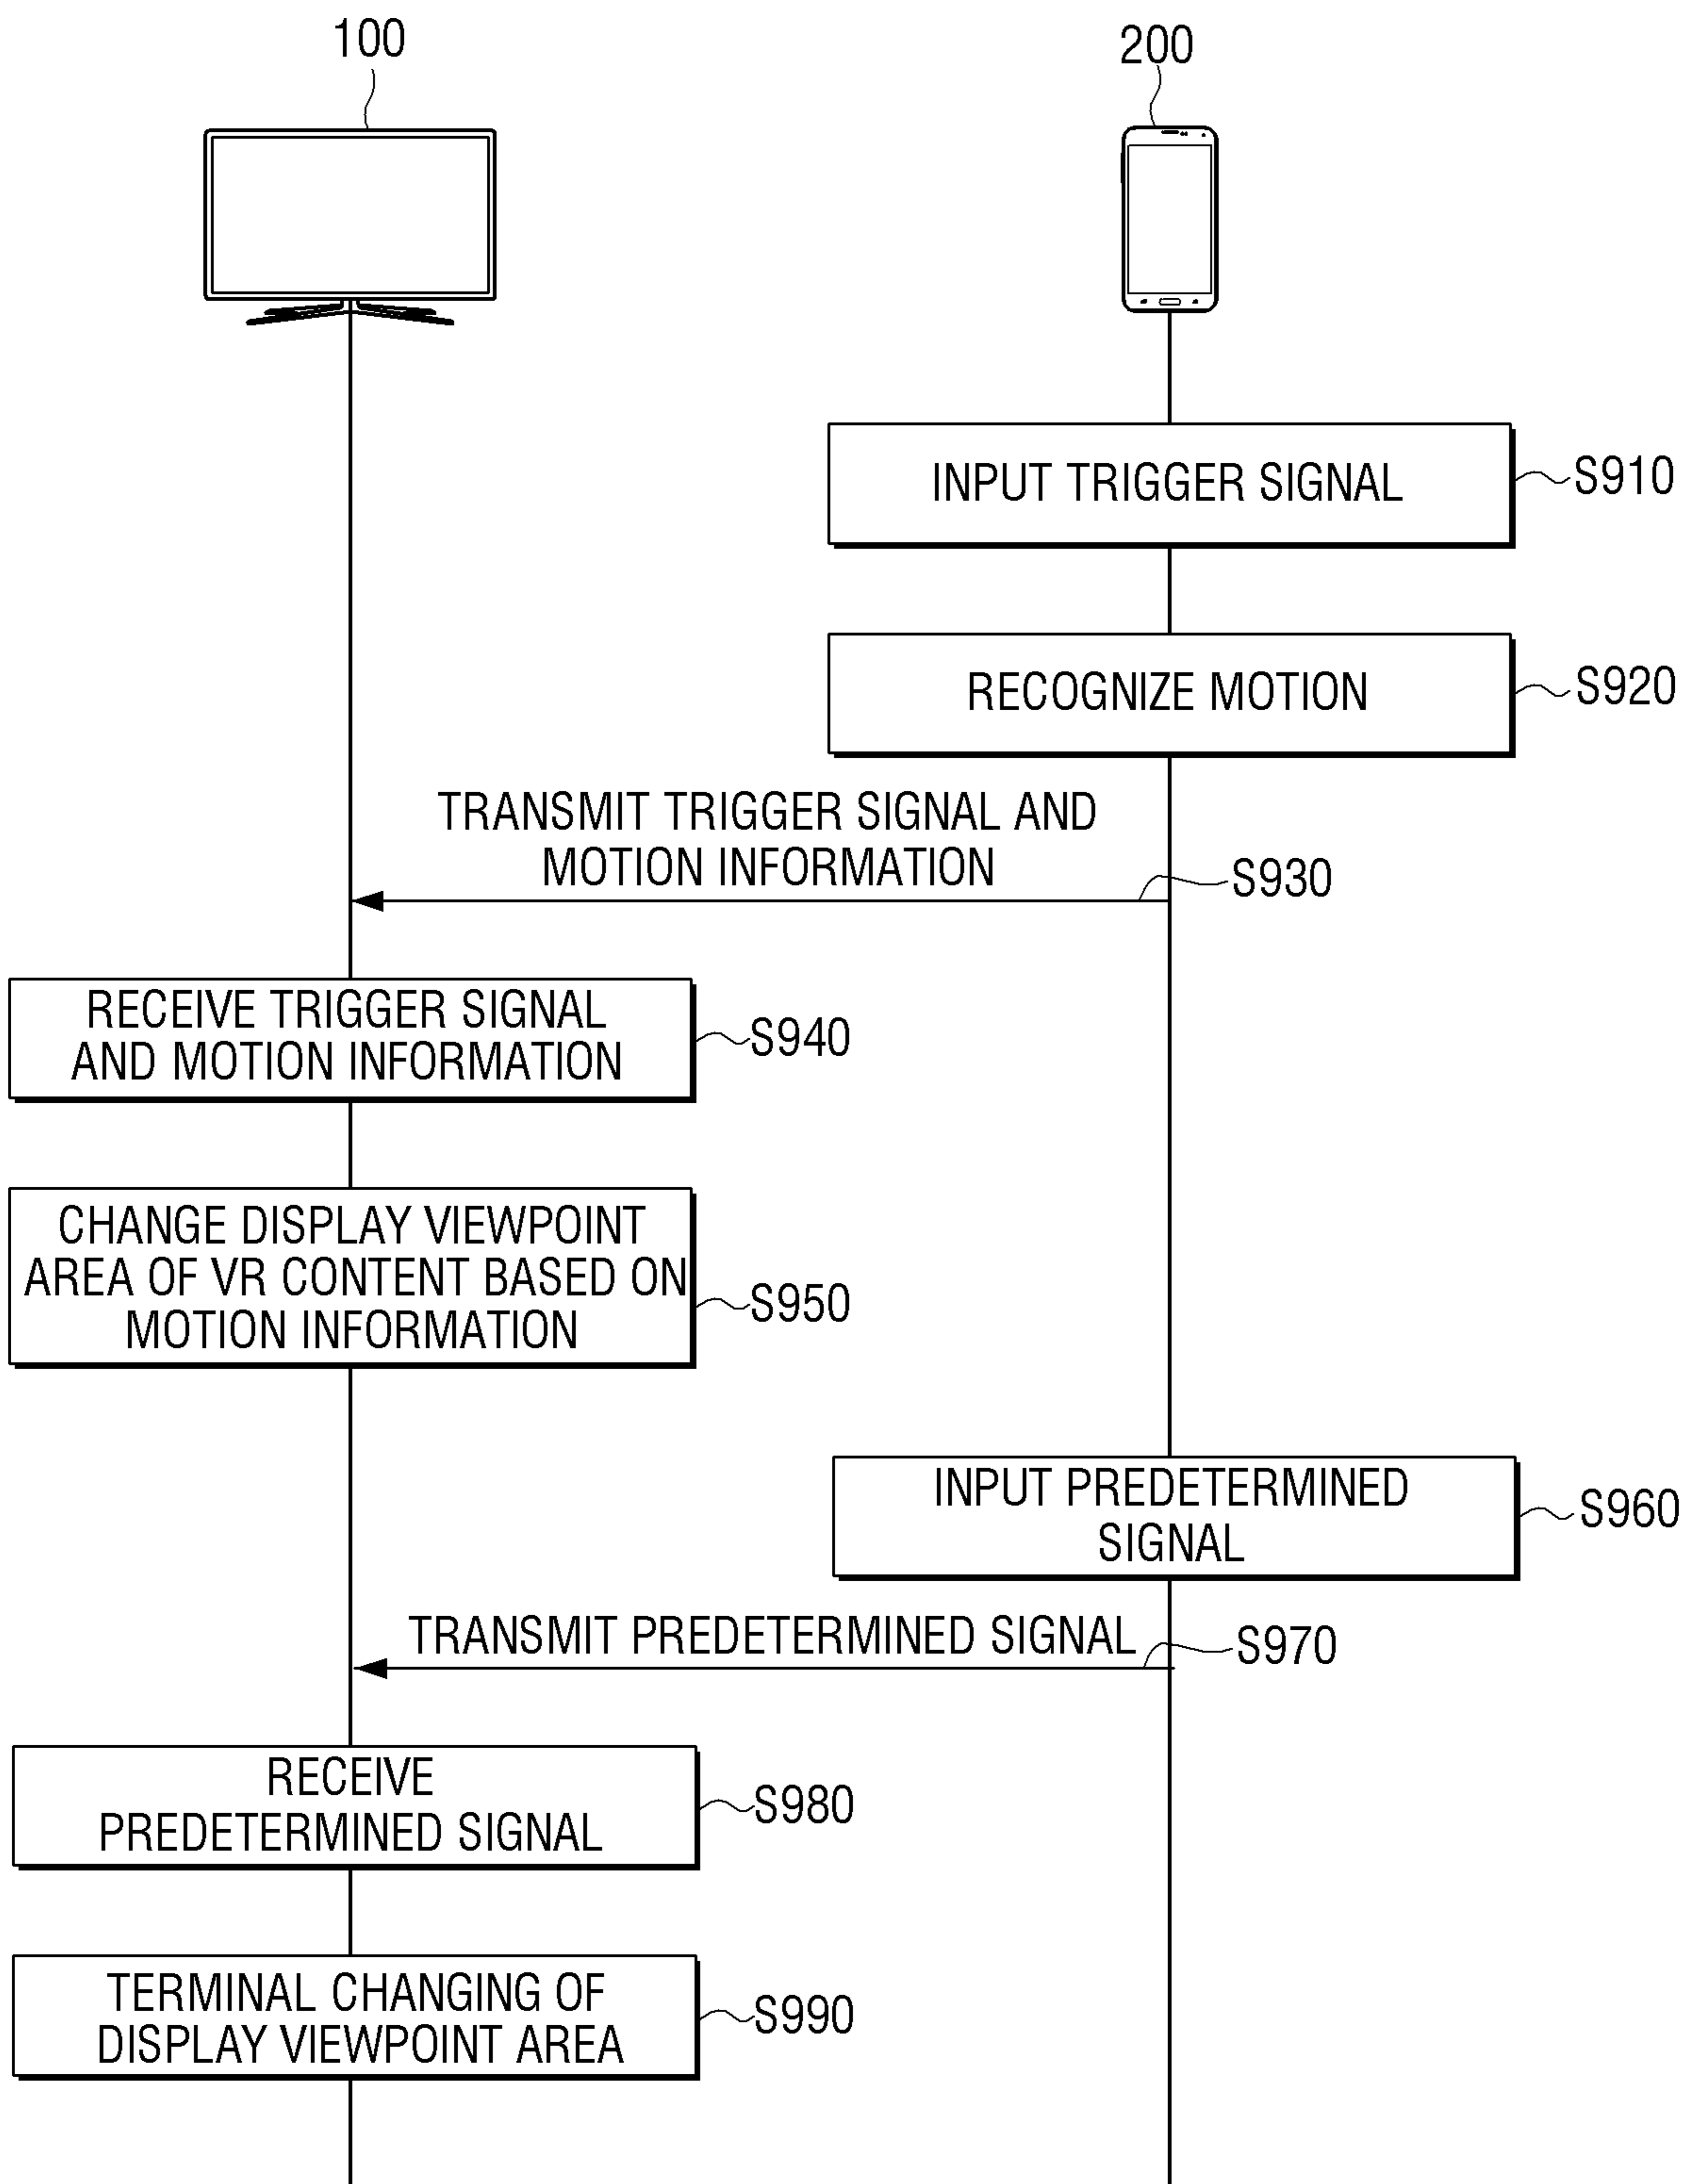 100
200
INPUT TRIGGER SIGNAL
S910
RECOGNIZE MOTION
S920
TRANSMIT TRIGGER SIGNAL AND
MOTION INFORMATION
S930
RECEIVE TRIGGER SIGNAL
AND MOTION INFORMATION
S940
CHANGE DISPLAY VIEWPOINT
AREA OF VR CONTENT BASED ON
MOTION INFORMATION
S950
INPUT PREDETERMINED
SIGNAL
S960
TRANSMIT PREDETERMINED SIGNAL
S970
RECEIVE
PREDETERMINED SIGNAL
S980
TERMINAL CHANGING OF
DISPLAY VIEWPOINT AREA
S990